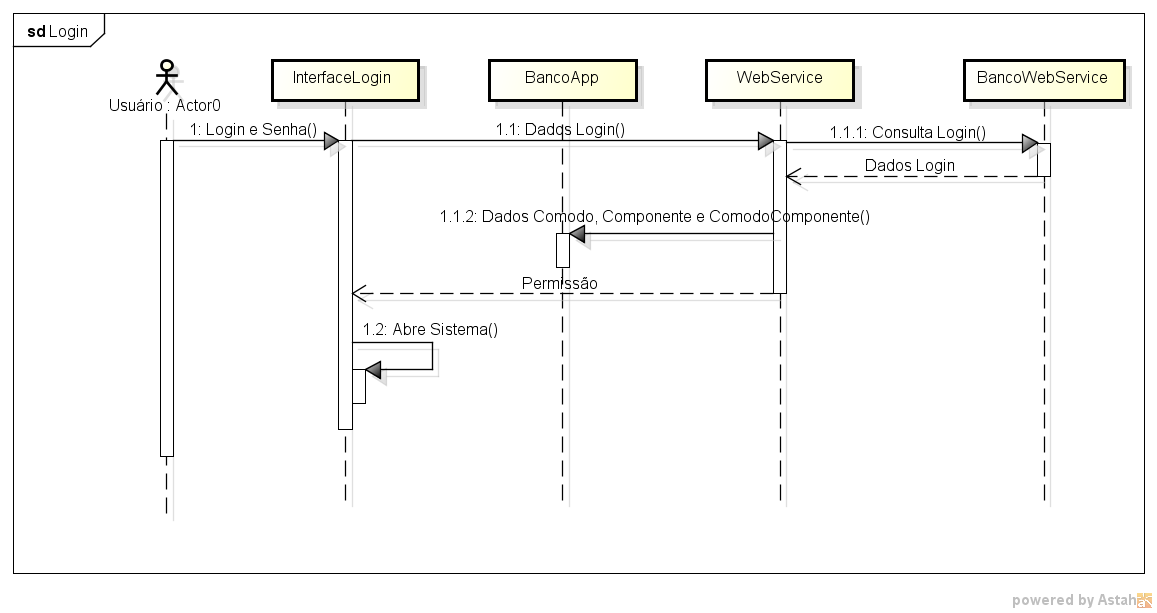 sd Login
Usuário : Actor0
InterfaceLogin
BancoApp
WebService
BancoWebService
1: Login e Senha()
1.1: Dados Login()
1.1.1: Consulta Login()
Dados Login
1.1.2: Dados Comodo, Componente e ComodoComponente()
Permissão
1.2: Abre Sistema()
powered by Astah